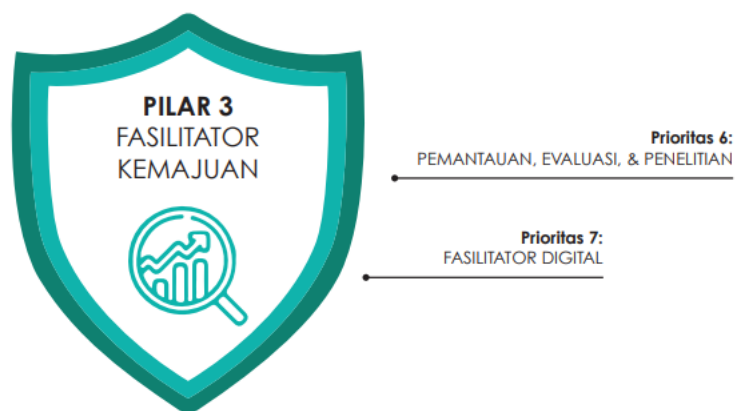 PILAR 3
FASILITATOR
KEMAJUAN
Prioritas 6:
PEMANTAUAN, EVALUASI, & PENELITIAN
Prioritas 7:
FASILITATOR DIGITAL